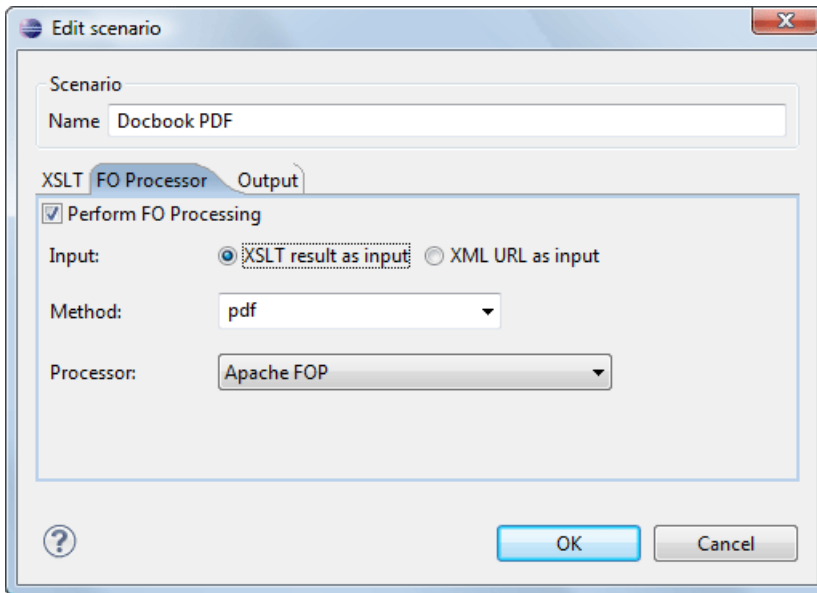 Edit scenario
Scenario
Name Docbook PDF
XSLT FO Processor Output
Perform FO Processing
Input: XSLT result as input XML URL as input
Method: pdf
Processor: Apache FOP
? OK Cancel